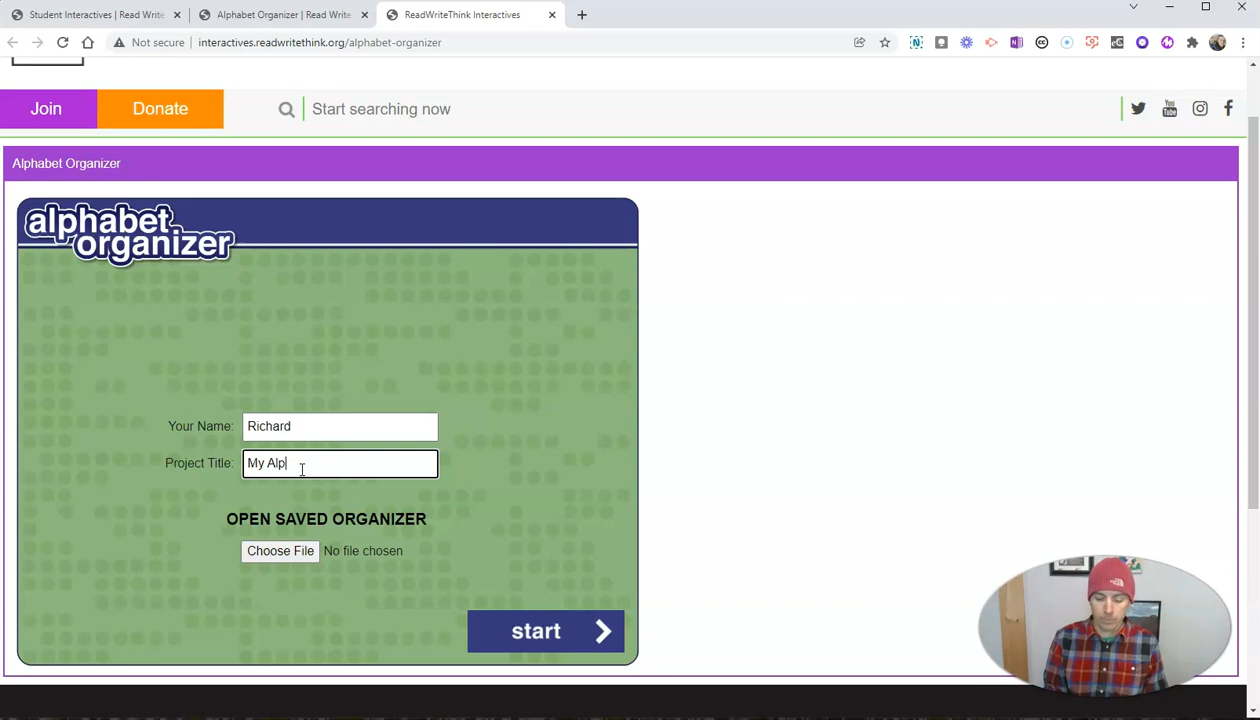 Student Interactives | Read Write
Alphabet Organizer | Read Write
ReadWriteThink Interactives
Not secure
interactives.readwritethink.org/alphabet-organizer
Join
Donate
Start searching now
Alphabet Organizer
alphabet
organizer
Your Name:
Richard
Project Title:
My Alp
OPEN SAVED ORGANIZER
Choose File
No file chosen
start